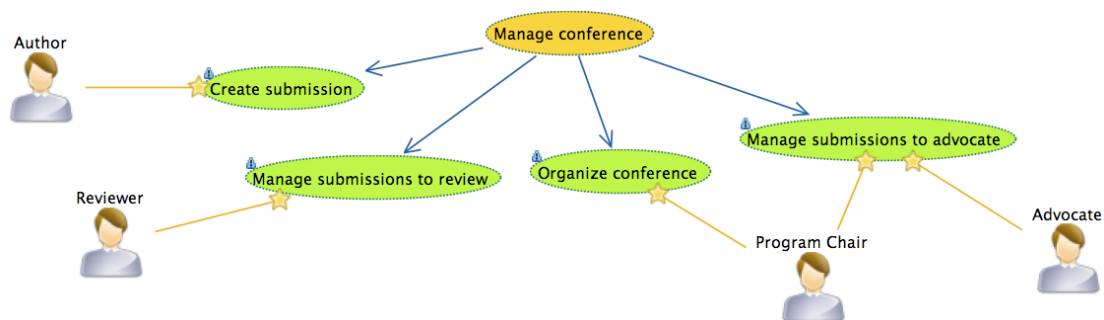 Manage conference
Author
Create submission
Manage submissions to advocate
Manage submissions to review
Organize conference
Reviewer
Advocate
Program Chair